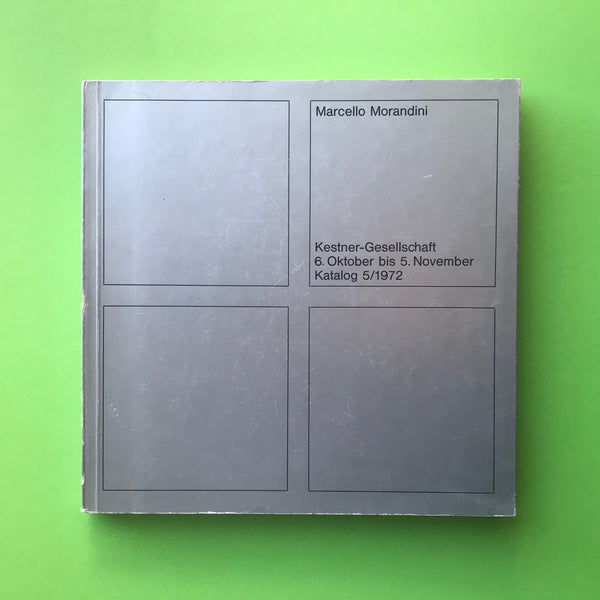 Marcello Morandini
Kestner-Gesellschaft
6. Oktober bis 5. November
Katalog 5/1972